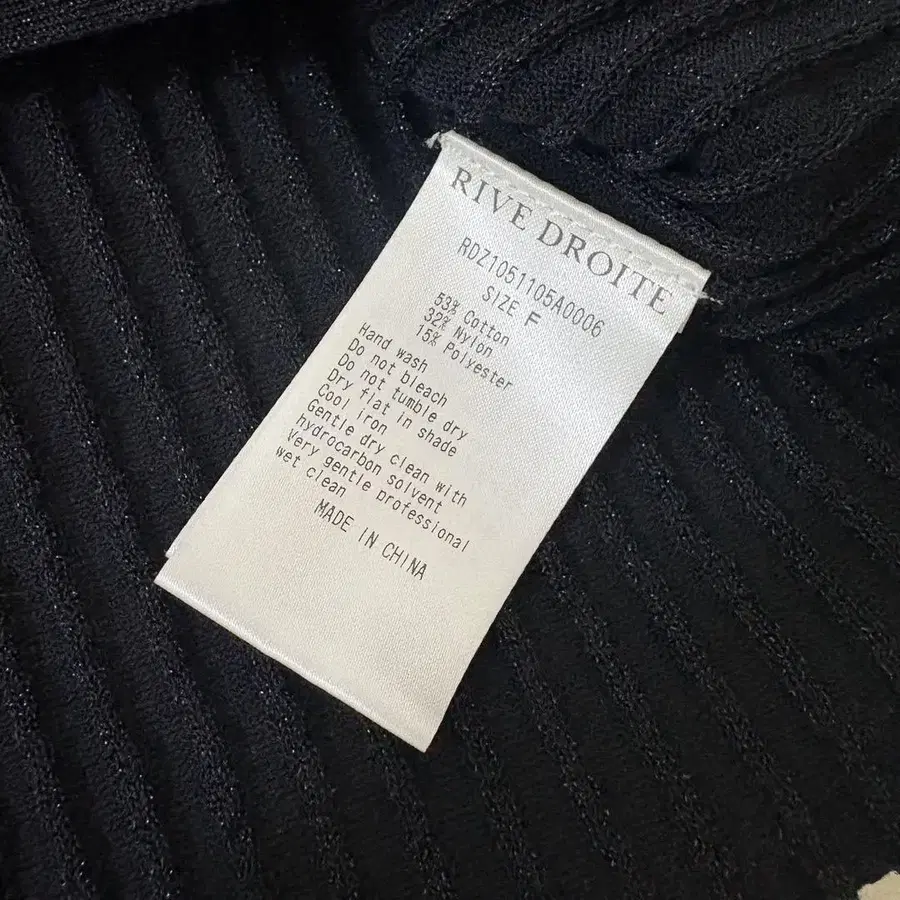 RIVE DROITE
RDZ1051105A0006
SIZE F
53% Cotton
32% Nylon
15% Polyester
Hand wash
Do not bleach
Do not tumble dry
Dry flat in shade
Cool iron
Gentle dry clean with
hydrocarbon solvent
Very gentle professional
wet clean
MADE IN CHINA